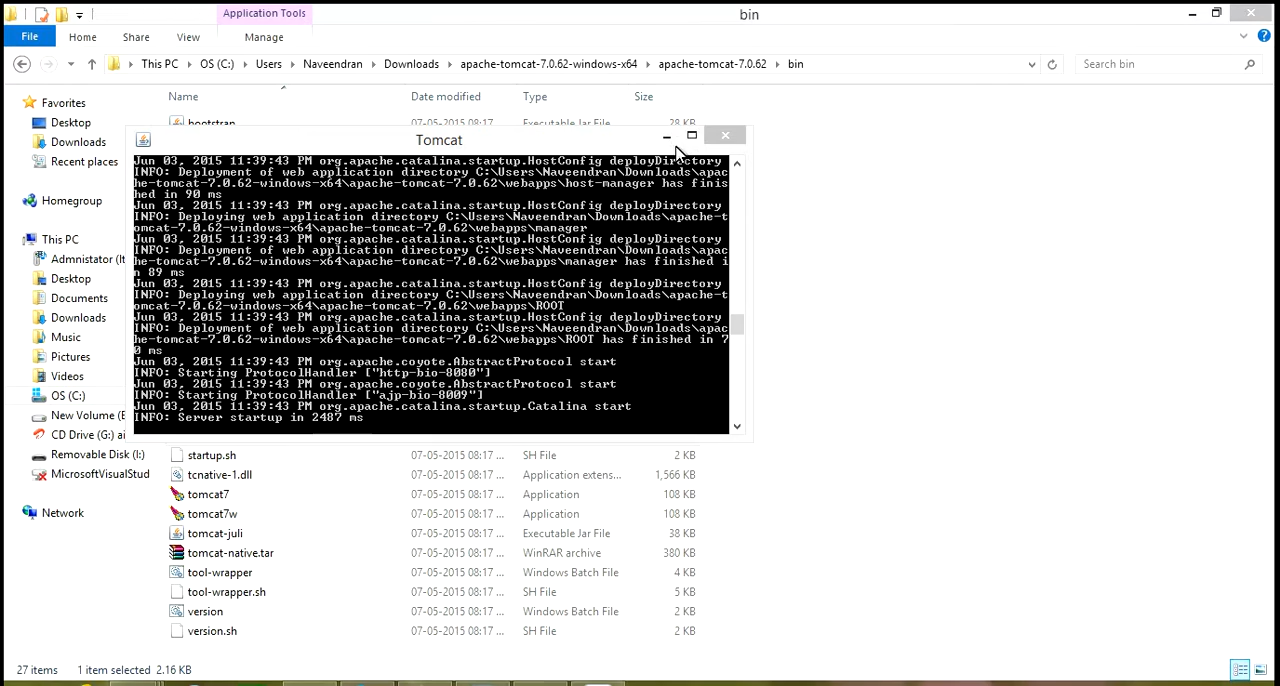 Application Tools
bin
File Home Share View Manage
This PC OS (C:) Users Naveendran Downloads apache-tomcat-7.0.62-windows-x64 apache-tomcat-7.0.62 bin
Search bin
Name Date modified Type Size
Favorites
Desktop
Downloads
Recent places
Homegroup
This PC
Admnistator (lt
Desktop
Documents
Downloads
Music
Pictures
Videos
OS (C:)
New Volume (E
CD Drive (G:) ai
Removable Disk (I:)
MicrosoftVisualStud
Network
bootstrap 07-05-2015 08:17 ... Executable Jar File 28 KB
Tomcat
Jun 03, 2015 11:39:43 PM org.apache.catalina.startup.HostConfig deployDirectory
INFO: Deployment of web application directory C:\Users\Naveendran\Downloads\apac
he-tomcat-7.0.62-windows-x64\apache-tomcat-7.0.62\webapps\host-manager has finis
hed in 90 ms
Jun 03, 2015 11:39:43 PM org.apache.catalina.startup.HostConfig deployDirectory
INFO: Deploying web application directory C:\Users\Naveendran\Downloads\apache-t
omcat-7.0.62-windows-x64\apache-tomcat-7.0.62\webapps\manager
Jun 03, 2015 11:39:43 PM org.apache.catalina.startup.HostConfig deployDirectory
INFO: Deployment of web application directory C:\Users\Naveendran\Downloads\apac
he-tomcat-7.0.62-windows-x64\apache-tomcat-7.0.62\webapps\manager has finished i
n 89 ms
Jun 03, 2015 11:39:43 PM org.apache.catalina.startup.HostConfig deployDirectory
INFO: Deploying web application directory C:\Users\Naveendran\Downloads\apache-t
omcat-7.0.62-windows-x64\apache-tomcat-7.0.62\webapps\ROOT
Jun 03, 2015 11:39:43 PM org.apache.catalina.startup.HostConfig deployDirectory
INFO: Deployment of web application directory C:\Users\Naveendran\Downloads\apac
he-tomcat-7.0.62-windows-x64\apache-tomcat-7.0.62\webapps\ROOT has finished in 7
0 ms
Jun 03, 2015 11:39:43 PM org.apache.coyote.AbstractProtocol start
INFO: Starting ProtocolHandler ["http-bio-8080"]
Jun 03, 2015 11:39:43 PM org.apache.coyote.AbstractProtocol start
INFO: Starting ProtocolHandler ["ajp-bio-8009"]
Jun 03, 2015 11:39:43 PM org.apache.catalina.startup.Catalina start
INFO: Server startup in 2487 ms
startup.sh 07-05-2015 08:17 ... SH File 2 KB
tcnative-1.dll 07-05-2015 08:17 ... Application extens... 1,566 KB
tomcat7 07-05-2015 08:17 ... Application 108 KB
tomcat7w 07-05-2015 08:17 ... Application 108 KB
tomcat-juli 07-05-2015 08:17 ... Executable Jar File 38 KB
tomcat-native.tar 07-05-2015 08:17 ... WinRAR archive 380 KB
tool-wrapper 07-05-2015 08:17 ... Windows Batch File 4 KB
tool-wrapper.sh 07-05-2015 08:17 ... SH File 5 KB
version 07-05-2015 08:17 ... Windows Batch File 2 KB
version.sh 07-05-2015 08:17 ... SH File 2 KB
27 items 1 item selected 2.16 KB